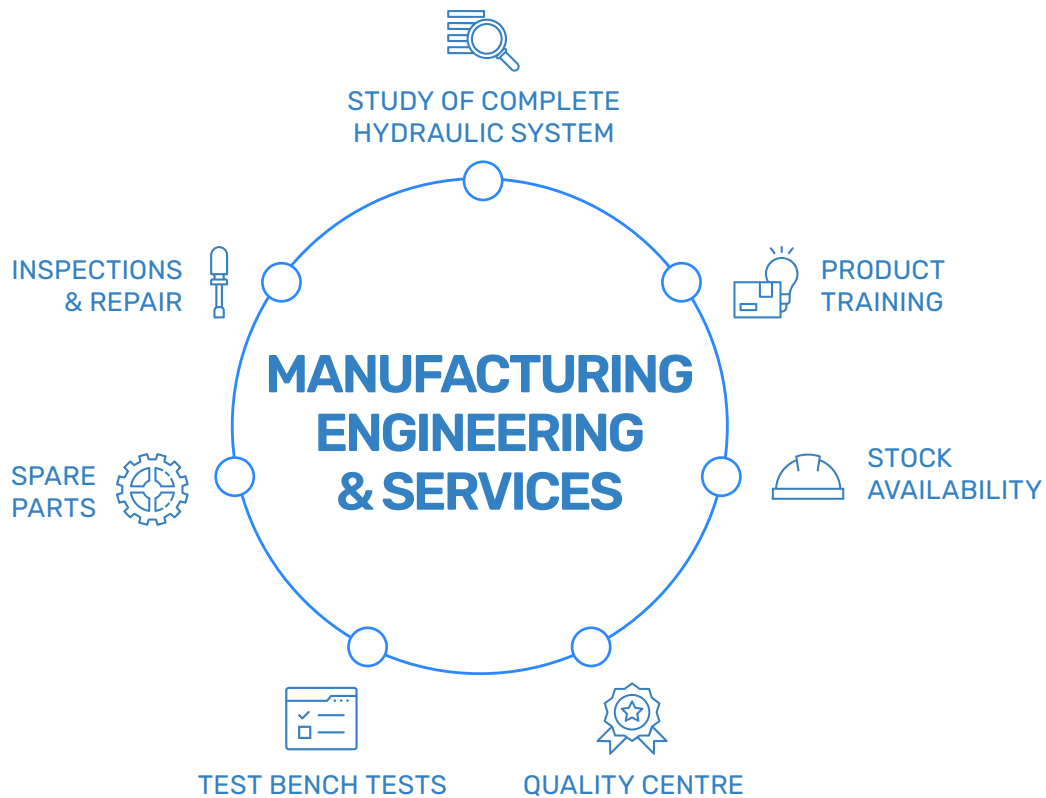 STUDY OF COMPLETE
HYDRAULIC SYSTEM
INSPECTIONS
& REPAIR
PRODUCT
TRAINING
MANUFACTURING
ENGINEERING
& SERVICES
SPARE
PARTS
STOCK
AVAILABILITY
TEST BENCH TESTS
QUALITY CENTRE